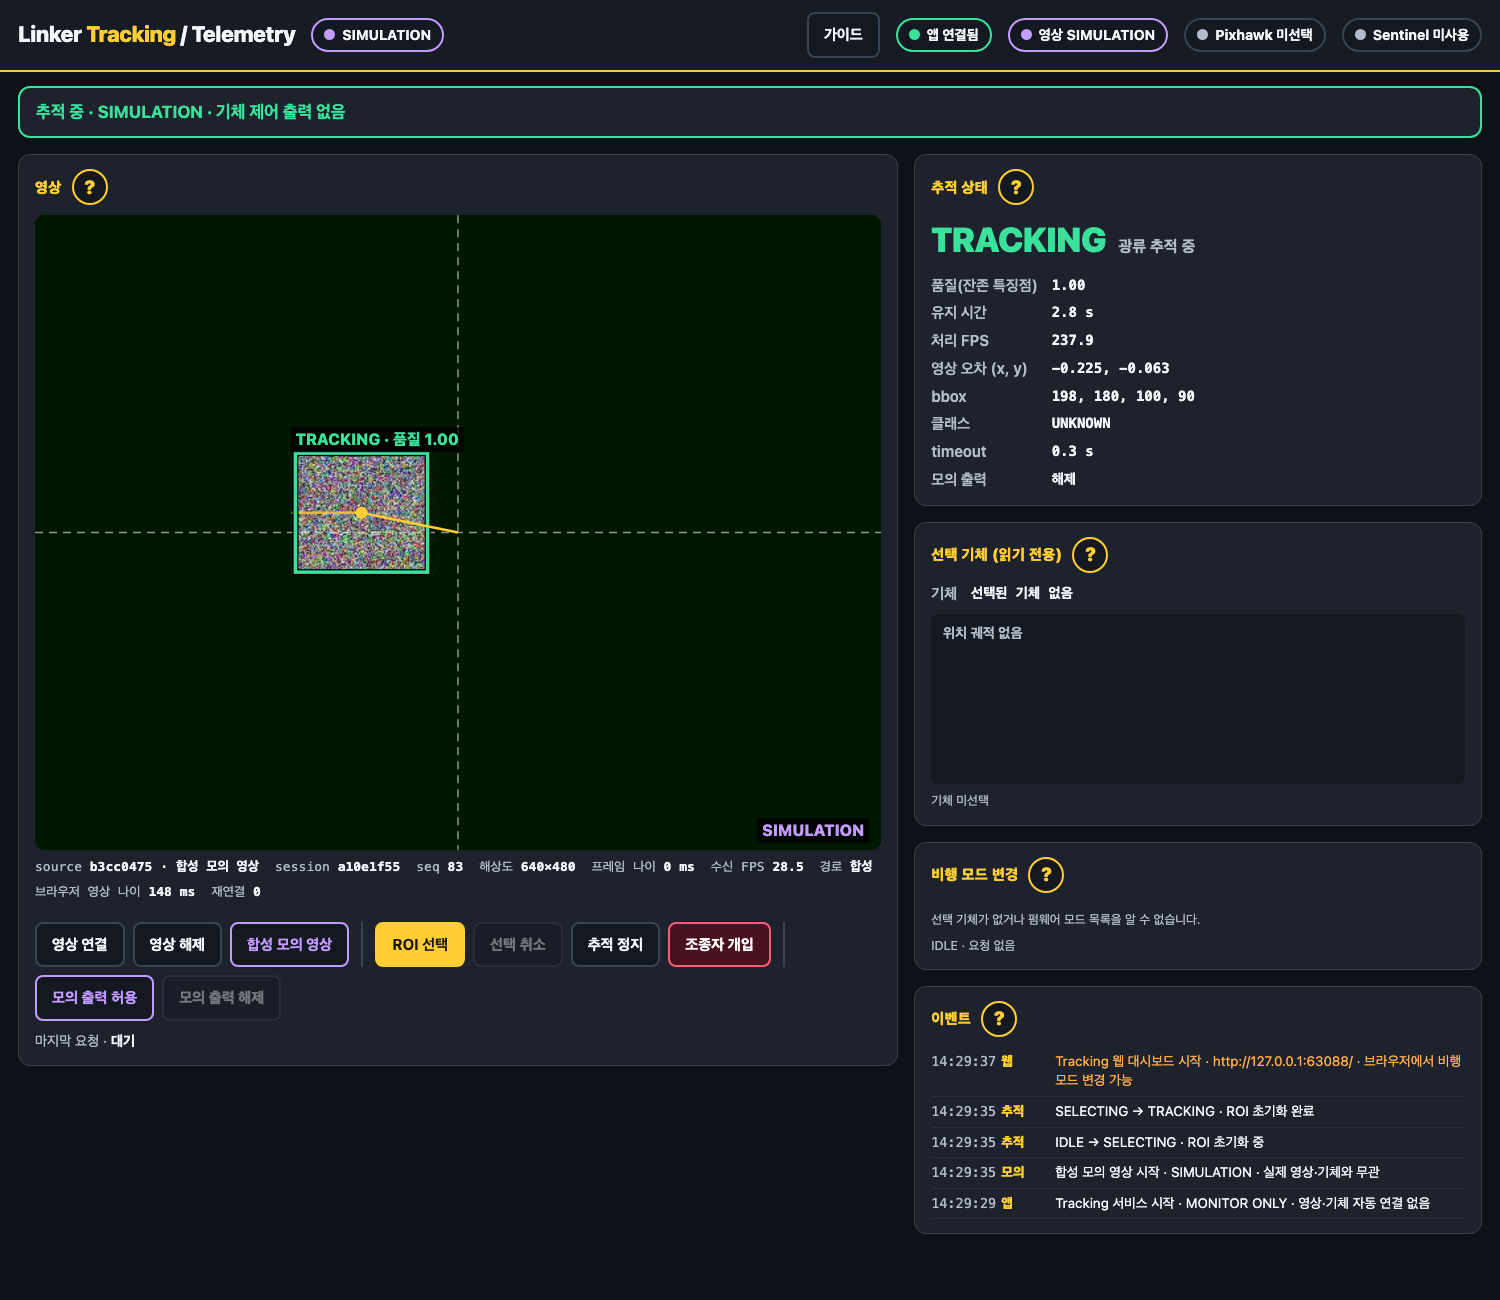 Linker Tracking / Telemetry
SIMULATION
가이드
앱 연결됨
영상 SIMULATION
Pixhawk 미선택
Sentinel 미사용
추적 중 · SIMULATION · 기체 제어 출력 없음
영상 ?
TRACKING · 품질 1.00
SIMULATION
source b3cc0475 · 합성 모의 영상 session a10e1f55 seq 83 해상도 640×480 프레임 나이 0 ms 수신 FPS 28.5 경로 합성
브라우저 영상 나이 148 ms 재연결 0
영상 연결
영상 해제
합성 모의 영상
ROI 선택
선택 취소
추적 정지
조종자 개입
모의 출력 허용
모의 출력 해제
마지막 요청 · 대기
추적 상태 ?
TRACKING 광류 추적 중
품질(잔존 특징점) 1.00
유지 시간 2.8 s
처리 FPS 237.9
영상 오차 (x, y) −0.225, −0.063
bbox 198, 180, 100, 90
클래스 UNKNOWN
timeout 0.3 s
모의 출력 해제
선택 기체 (읽기 전용) ?
기체 선택된 기체 없음
위치 궤적 없음
기체 미선택
비행 모드 변경 ?
선택 기체가 없거나 펌웨어 모드 목록을 알 수 없습니다.
IDLE · 요청 없음
이벤트 ?
14:29:37 웹 Tracking 웹 대시보드 시작 · http://127.0.0.1:63088/ · 브라우저에서 비행
모드 변경 가능
14:29:35 추적 SELECTING → TRACKING · ROI 초기화 완료
14:29:35 추적 IDLE → SELECTING · ROI 초기화 중
14:29:35 모의 합성 모의 영상 시작 · SIMULATION · 실제 영상·기체와 무관
14:29:29 앱 Tracking 서비스 시작 · MONITOR ONLY · 영상·기체 자동 연결 없음